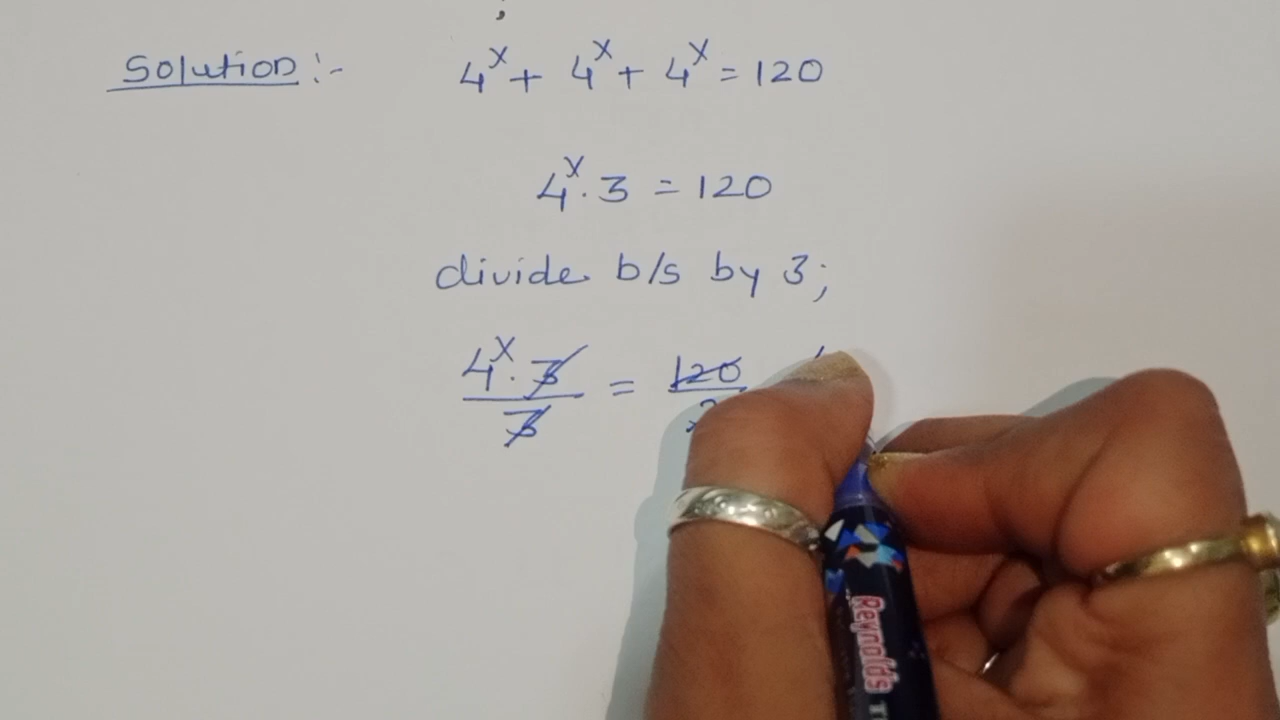 Solution :-
4^x + 4^x + 4^x = 120
4^x . 3 = 120
divide b/s by 3;
4^x . 3 / 3 = 120
Reynolds